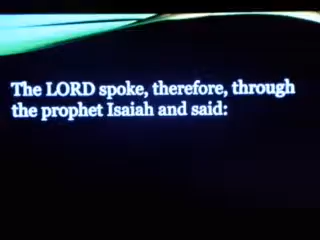 The LORD spoke, therefore, through
the prophet Isaiah and said: